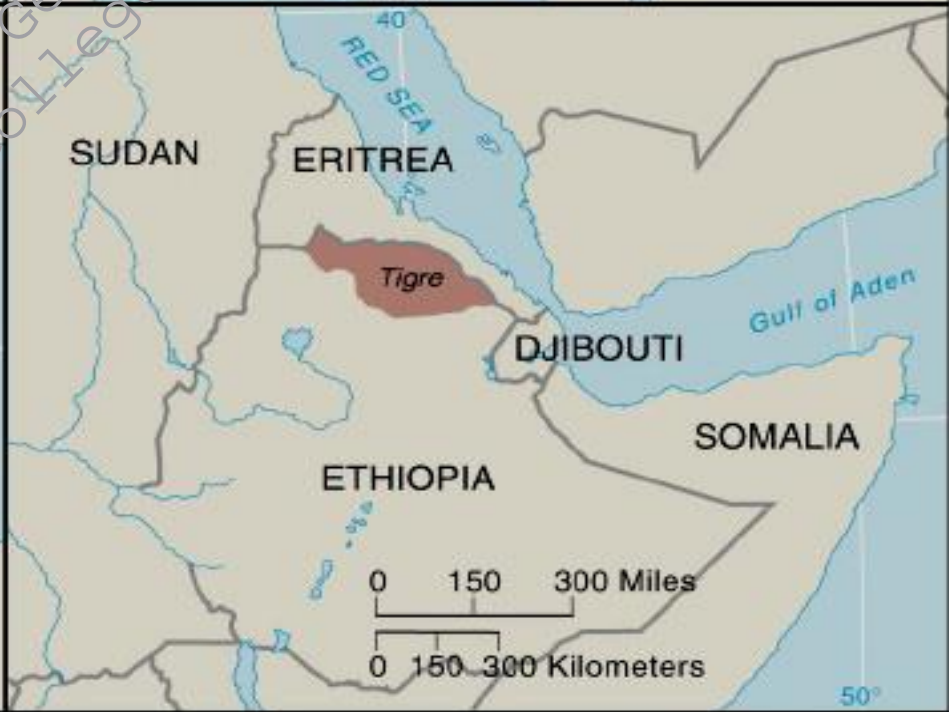 40
RED SEA
SUDAN
ERITREA
Tigre
Gulf of Aden
DJIBOUTI
SOMALIA
ETHIOPIA
0 150 300 Miles
0 150 300 Kilometers
50°